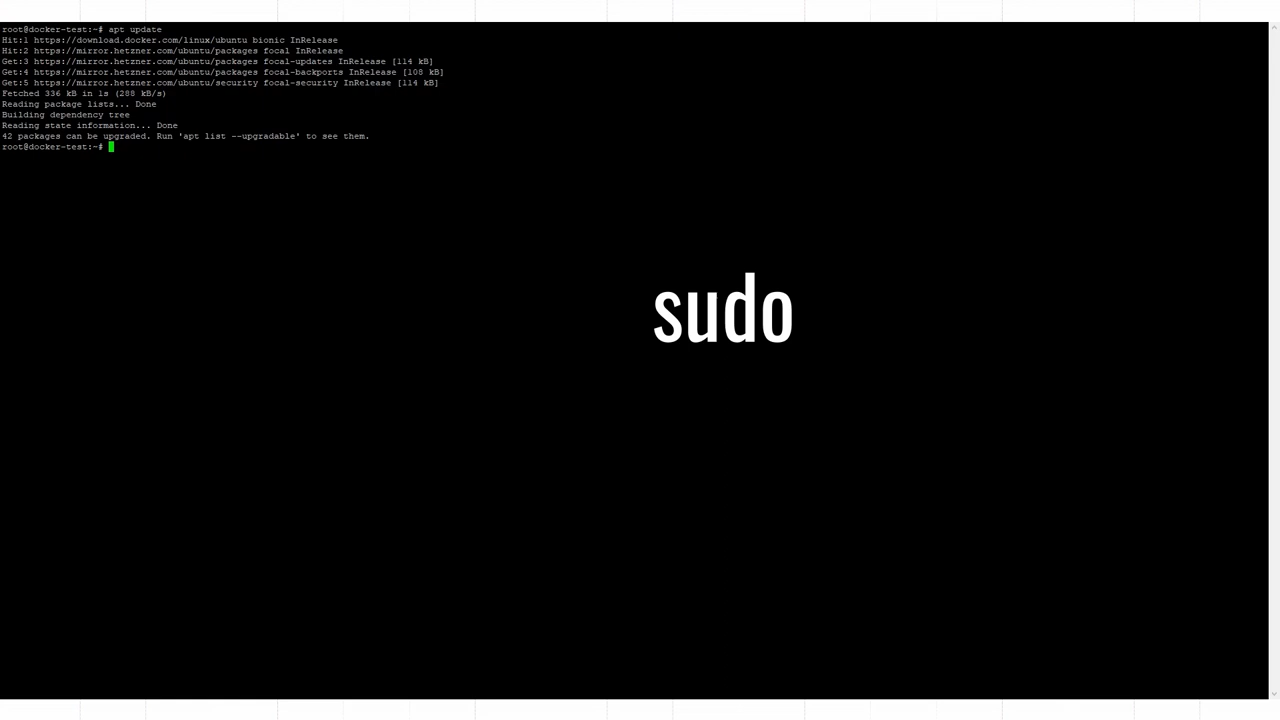 root@docker-test:~# apt update
Hit:1 https://download.docker.com/linux/ubuntu bionic InRelease
Hit:2 https://mirror.hetzner.com/ubuntu/packages focal InRelease
Get:3 https://mirror.hetzner.com/ubuntu/packages focal-updates InRelease [114 kB]
Get:4 https://mirror.hetzner.com/ubuntu/packages focal-backports InRelease [108 kB]
Get:5 https://mirror.hetzner.com/ubuntu/security focal-security InRelease [114 kB]
Fetched 336 kB in 1s (288 kB/s)
Reading package lists... Done
Building dependency tree
Reading state information... Done
42 packages can be upgraded. Run 'apt list --upgradable' to see them.
root@docker-test:~#
sudo